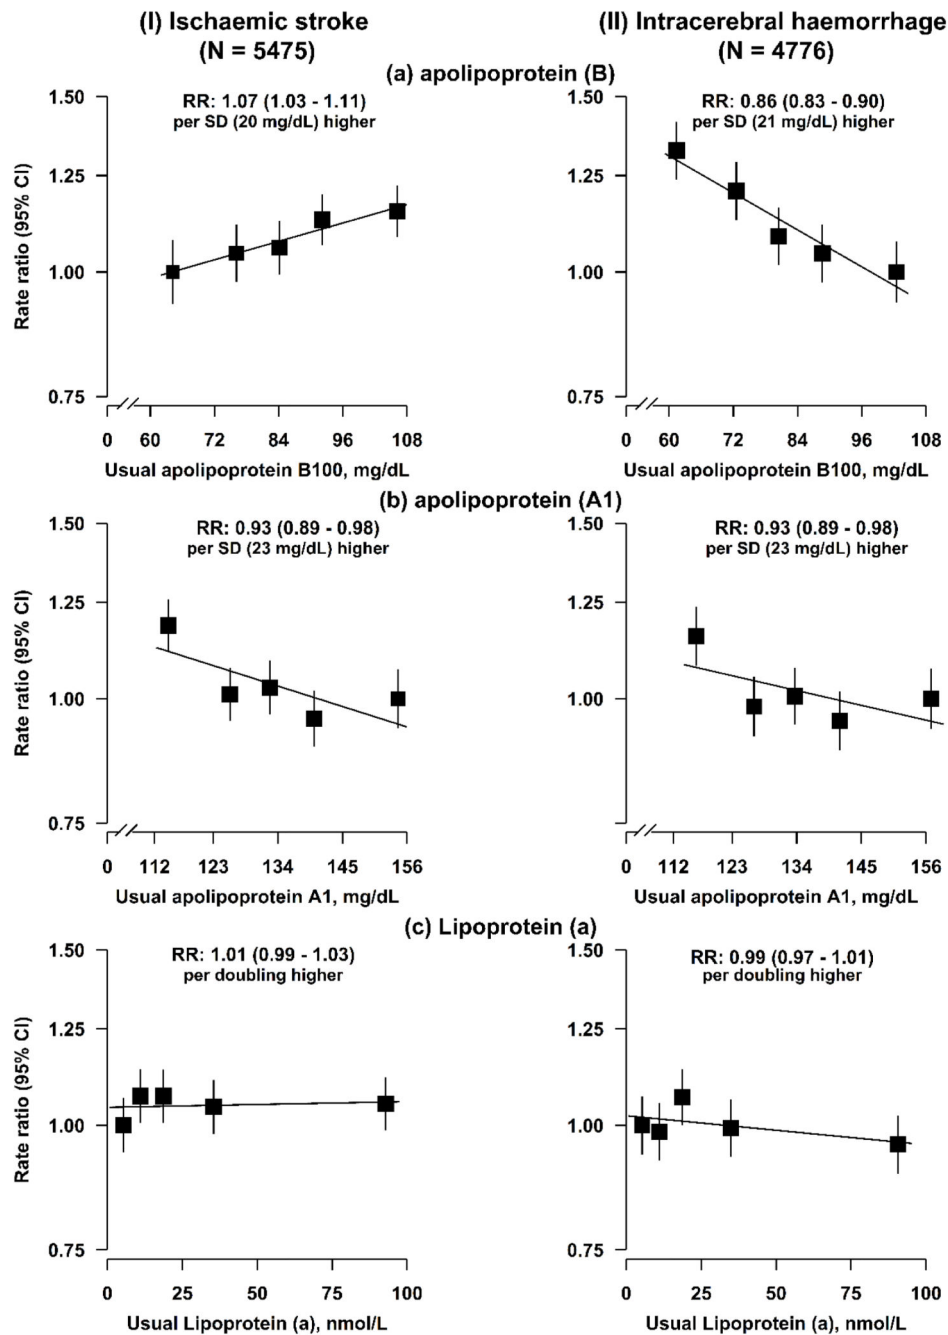 (I) Ischaemic stroke
(N = 5475)
(II) Intracerebral haemorrhage
(N = 4776)
(a) apolipoprotein (B)
RR: 1.07 (1.03 - 1.11)
per SD (20 mg/dL) higher
Rate ratio (95% CI)
1.50
1.25
1.00
0.75
0 60 72 84 96 108
Usual apolipoprotein B100, mg/dL
RR: 0.86 (0.83 - 0.90)
per SD (21 mg/dL) higher
1.50
1.25
1.00
0.75
0 60 72 84 96 108
Usual apolipoprotein B100, mg/dL
(b) apolipoprotein (A1)
RR: 0.93 (0.89 - 0.98)
per SD (23 mg/dL) higher
Rate ratio (95% CI)
1.50
1.25
1.00
0.75
0 112 123 134 145 156
Usual apolipoprotein A1, mg/dL
RR: 0.93 (0.89 - 0.98)
per SD (23 mg/dL) higher
1.50
1.25
1.00
0.75
0 112 123 134 145 156
Usual apolipoprotein A1, mg/dL
(c) Lipoprotein (a)
RR: 1.01 (0.99 - 1.03)
per doubling higher
Rate ratio (95% CI)
1.50
1.25
1.00
0.75
0 25 50 75 100
Usual Lipoprotein (a), nmol/L
RR: 0.99 (0.97 - 1.01)
per doubling higher
1.50
1.25
1.00
0.75
0 25 50 75 100
Usual Lipoprotein (a), nmol/L